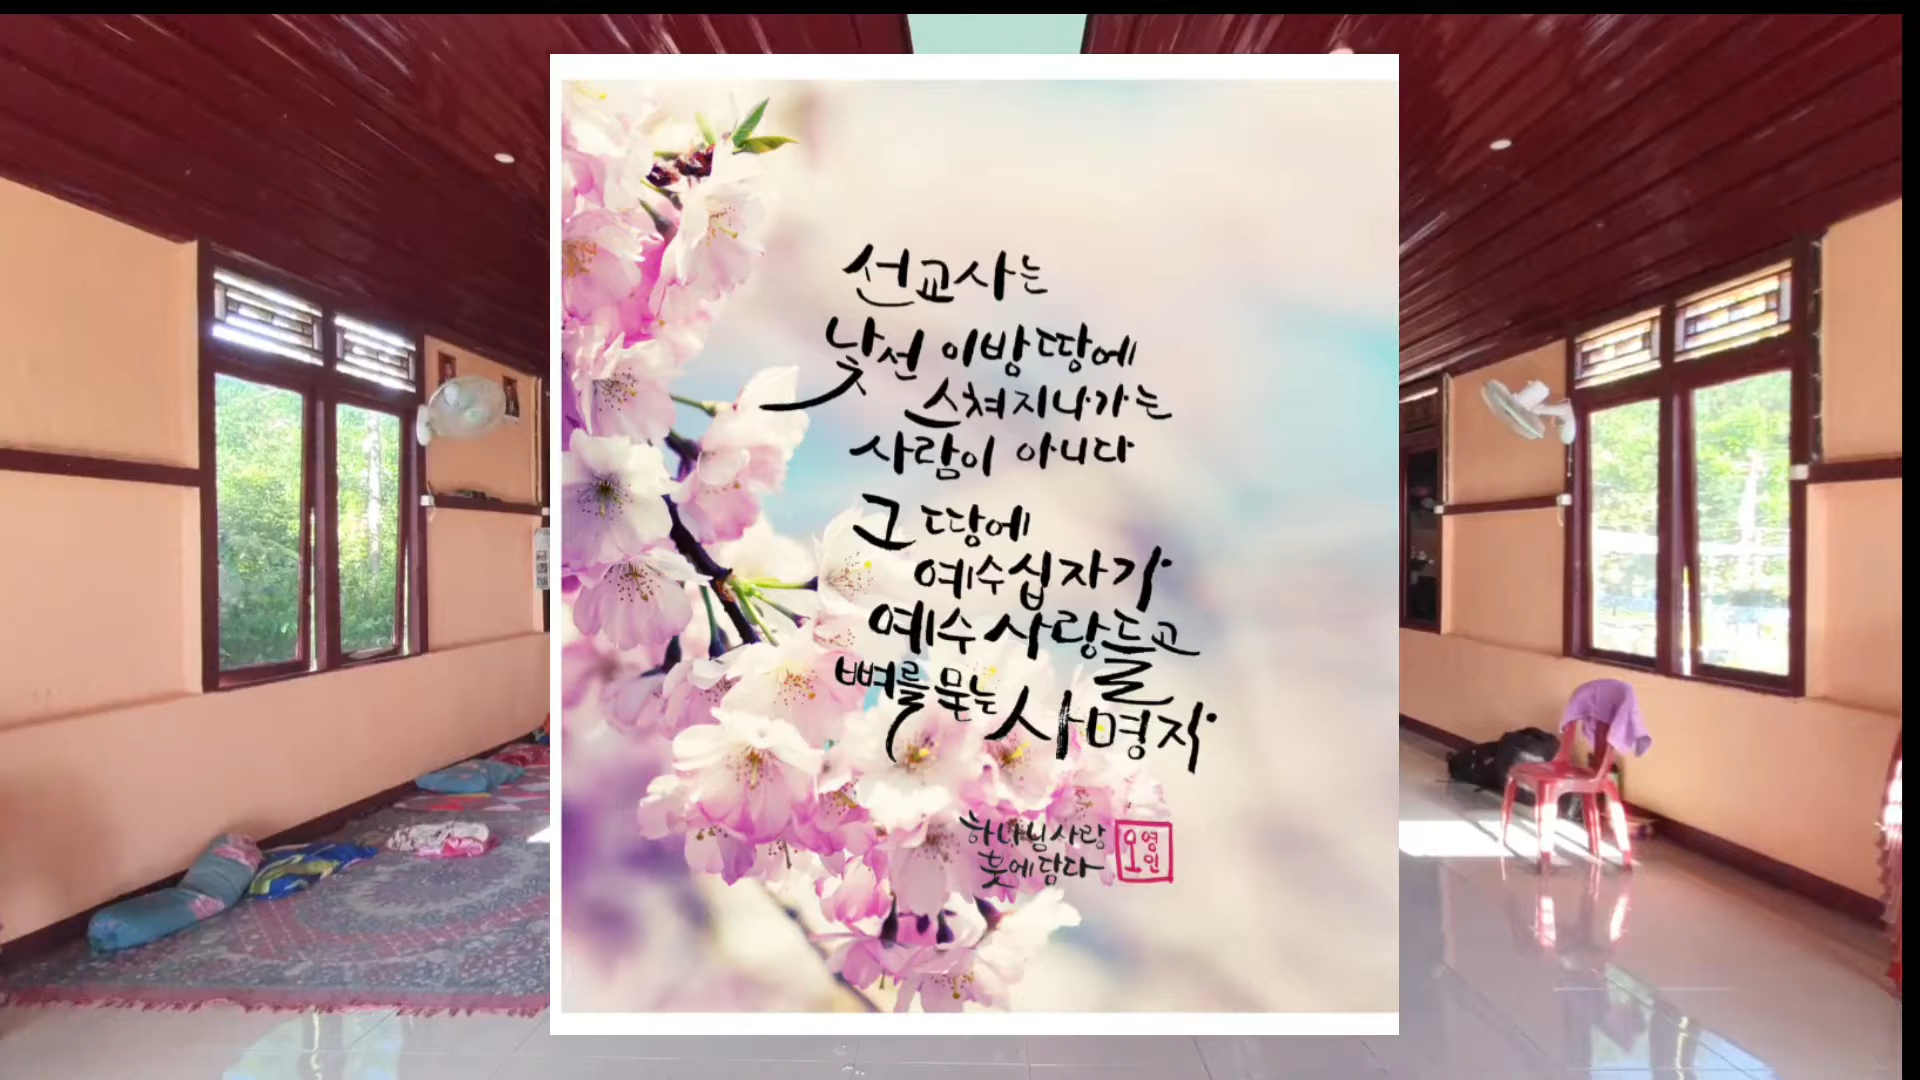 선교사는
낯선 이방땅에
스쳐지나가는
사람이 아니다
그 땅에
예수십자가
예수사랑들고
뼈를 묻는 사명자
하나님사랑
붓에담다
오영인